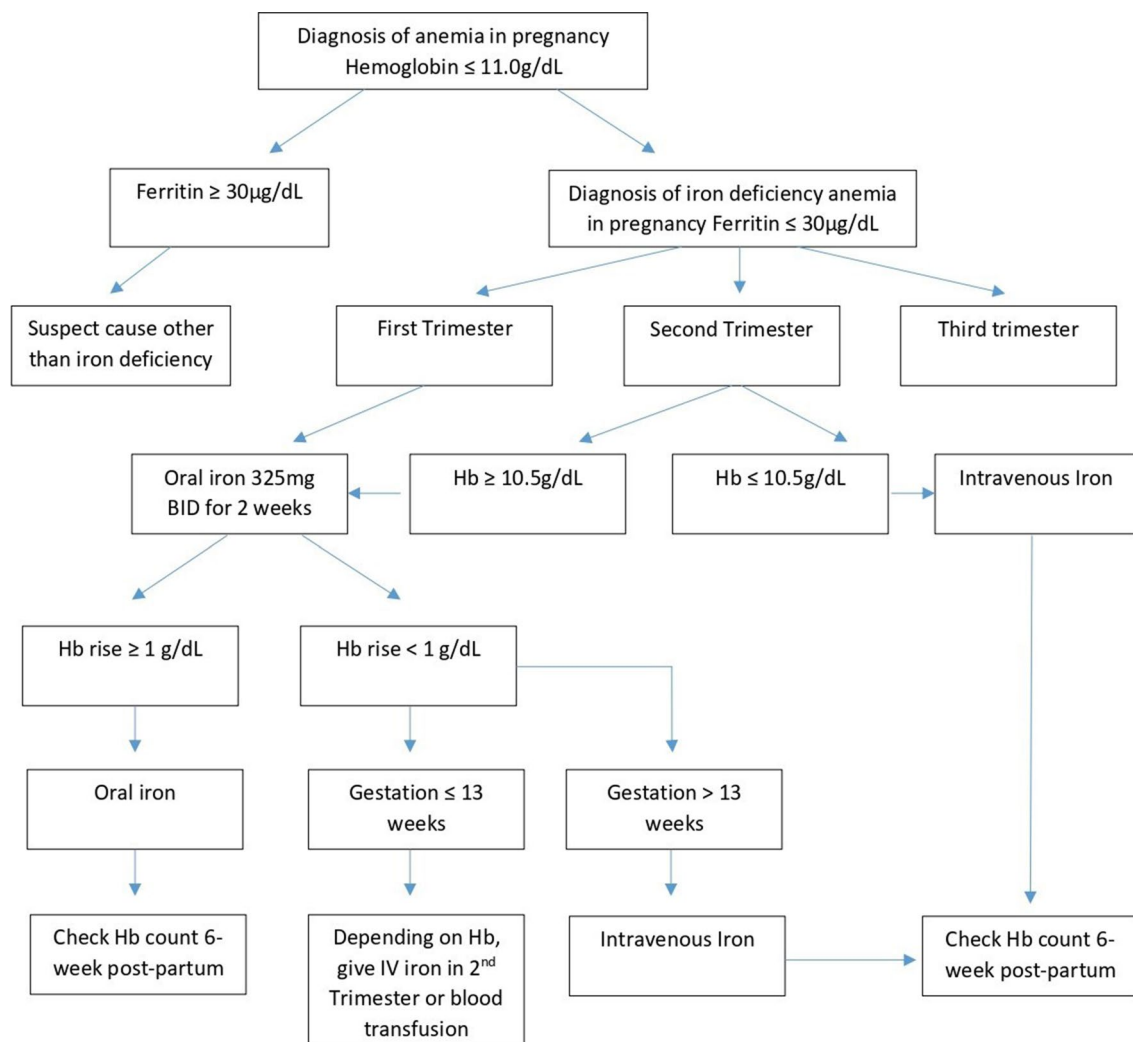 Diagnosis of anemia in pregnancy
Hemoglobin ≤ 11.0g/dL
Ferritin ≥ 30µg/dL
Diagnosis of iron deficiency anemia
in pregnancy Ferritin ≤ 30µg/dL
Suspect cause other
than iron deficiency
First Trimester
Second Trimester
Third trimester
Oral iron 325mg
BID for 2 weeks
Hb ≥ 10.5g/dL
Hb ≤ 10.5g/dL
Intravenous Iron
Hb rise ≥ 1 g/dL
Hb rise < 1 g/dL
Oral iron
Gestation ≤ 13
weeks
Gestation > 13
weeks
Check Hb count 6-
week post-partum
Depending on Hb,
give IV iron in 2nd
Trimester or blood
transfusion
Intravenous Iron
Check Hb count 6-
week post-partum